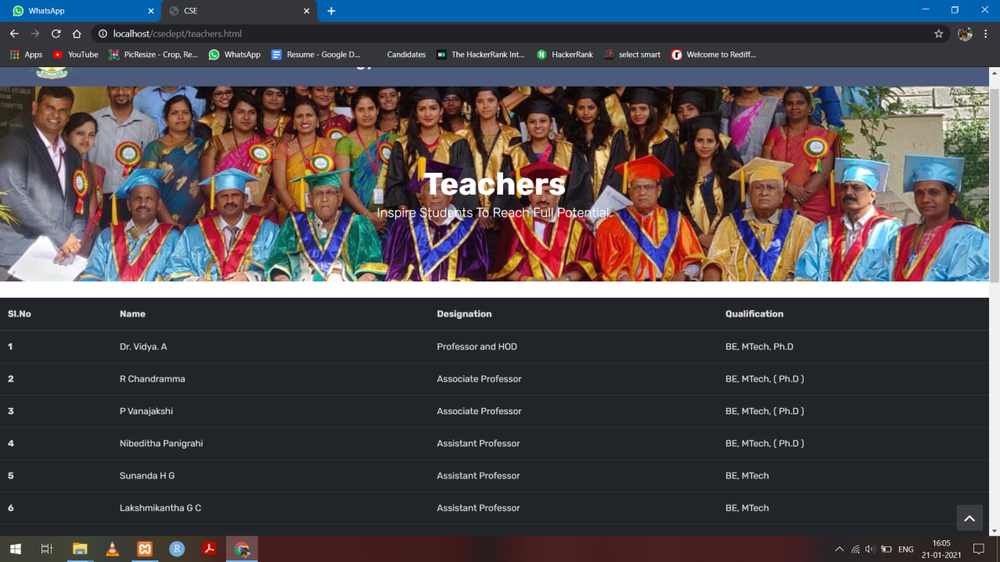 WhatsApp
CSE
localhost/csedept/teachers.html
Apps YouTube PicResize - Crop, Re... WhatsApp Resume - Google D... Candidates The HackerRank Int... HackerRank select smart Welcome to Rediff...
Teachers
Inspire Students To Reach Full Potential.
Sl.No Name Designation Qualification
1 Dr. Vidya. A Professor and HOD BE, MTech, Ph.D
2 R Chandramma Associate Professor BE, MTech, ( Ph.D )
3 P Vanajakshi Associate Professor BE, MTech, ( Ph.D )
4 Nibeditha Panigrahi Assistant Professor BE, MTech, ( Ph.D )
5 Sunanda H G Assistant Professor BE, MTech
6 Lakshmikantha G C Assistant Professor BE, MTech
ENG
16:05
21-01-2021